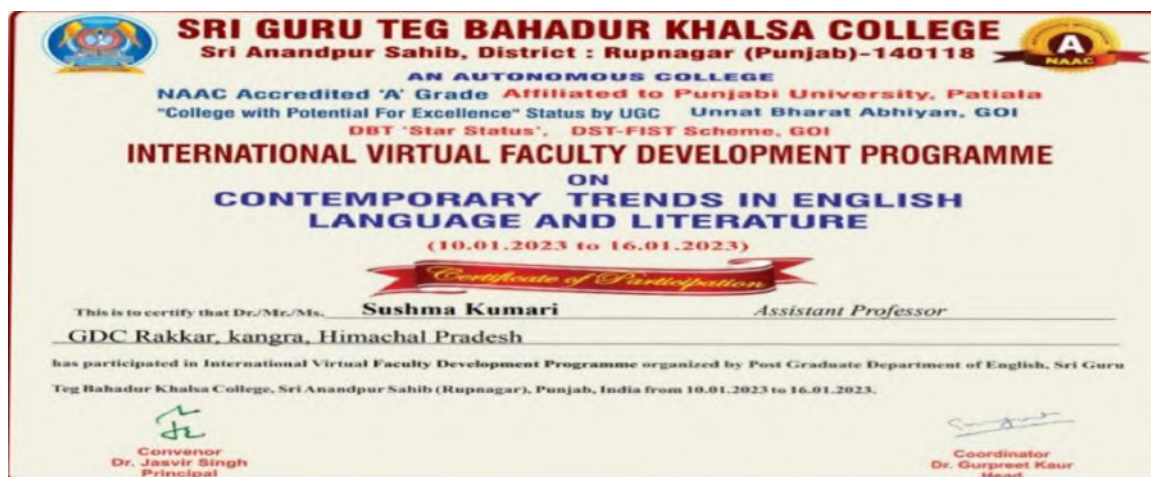 SRI GURU TEG BAHADUR KHALSA COLLEGE
Sri Anandpur Sahib, District : Rupnagar (Punjab)-140118
A
NAAC
AN AUTONOMOUS COLLEGE
NAAC Accredited 'A' Grade Affiliated to Punjabi University, Patiala
"College with Potential For Excellence" Status by UGC Unnat Bharat Abhiyan, GOI
DBT 'Star Status', DST-FIST Scheme, GOI
INTERNATIONAL VIRTUAL FACULTY DEVELOPMENT PROGRAMME
ON
CONTEMPORARY TRENDS IN ENGLISH
LANGUAGE AND LITERATURE
(10.01.2023 to 16.01.2023)
Certificate of Participation
This is to certify that Dr./Mr./Ms. Sushma Kumari Assistant Professor
GDC Rakkar, kangra, Himachal Pradesh
has participated in International Virtual Faculty Development Programme organized by Post Graduate Department of English, Sri Guru
Teg Bahadur Khalsa College, Sri Anandpur Sahib (Rupnagar), Punjab, India from 10.01.2023 to 16.01.2023.
Convenor
Dr. Jasvir Singh
Principal
Coordinator
Dr. Gurpreet Kaur
Head